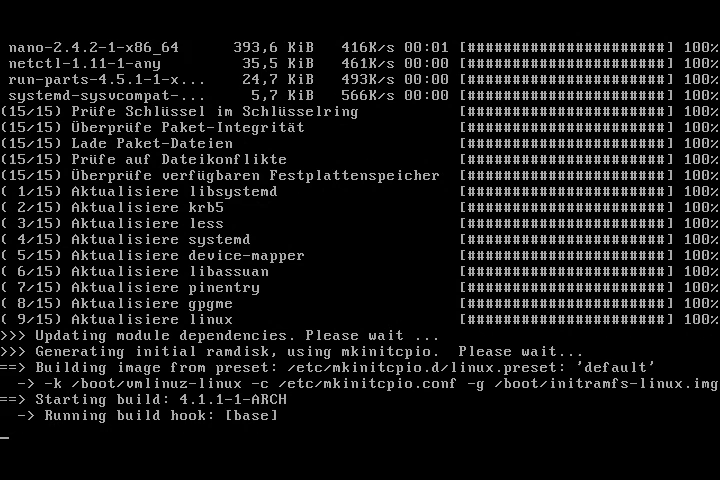 nano-2.4.2-1-x86_64 393,6 KiB 416K/s 00:01 [######################] 100%
netctl-1.11-1-any 35,5 KiB 461K/s 00:00 [######################] 100%
run-parts-4.5.1-1-x... 24,7 KiB 493K/s 00:00 [######################] 100%
systemd-sysvcompat-... 5,7 KiB 566K/s 00:00 [######################] 100%
(15/15) Prüfe Schlüssel im Schlüsselring [######################] 100%
(15/15) Überprüfe Paket-Integrität [######################] 100%
(15/15) Lade Paket-Dateien [######################] 100%
(15/15) Prüfe auf Dateikonflikte [######################] 100%
(15/15) Überprüfe verfügbaren Festplattenspeicher [######################] 100%
( 1/15) Aktualisiere libsystemd [######################] 100%
( 2/15) Aktualisiere krb5 [######################] 100%
( 3/15) Aktualisiere less [######################] 100%
( 4/15) Aktualisiere systemd [######################] 100%
( 5/15) Aktualisiere device-mapper [######################] 100%
( 6/15) Aktualisiere libassuan [######################] 100%
( 7/15) Aktualisiere pinentry [######################] 100%
( 8/15) Aktualisiere gpgme [######################] 100%
( 9/15) Aktualisiere linux [######################] 100%
>>> Updating module dependencies. Please wait ...
>>> Generating initial ramdisk, using mkinitcpio. Please wait...
==> Building image from preset: /etc/mkinitcpio.d/linux.preset: 'default'
-> -k /boot/vmlinuz-linux -c /etc/mkinitcpio.conf -g /boot/initramfs-linux.img
==> Starting build: 4.1.1-1-ARCH
-> Running build hook: [base]